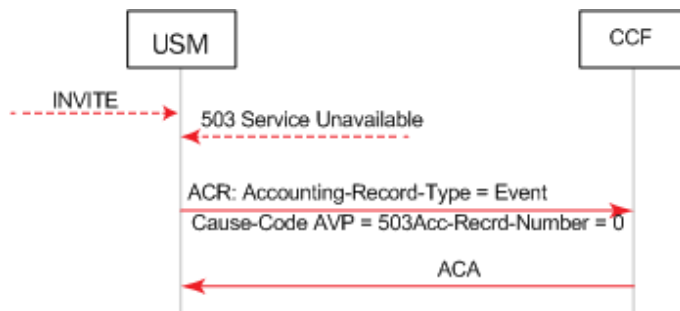 USM
CCF
INVITE
503 Service Unavailable
ACR: Accounting-Record-Type = Event
Cause-Code AVP = 503Acc-Recrd-Number = 0
ACA